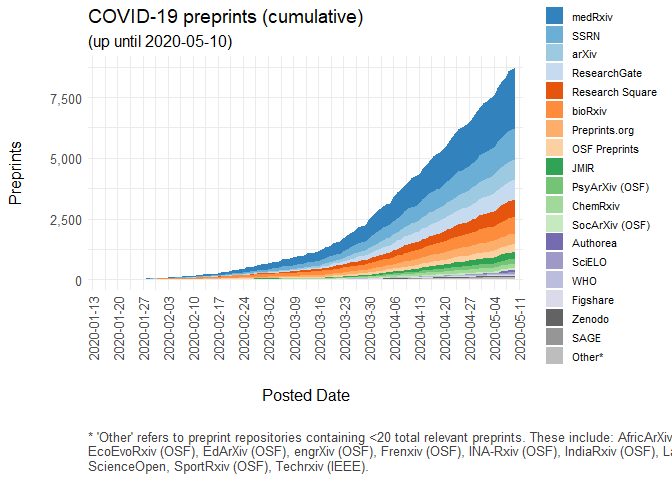 COVID-19 preprints (cumulative)
(up until 2020-05-10)
Preprints
7,500
5,000
2,500
0
2020-01-13
2020-01-20
2020-01-27
2020-02-03
2020-02-10
2020-02-17
2020-02-24
2020-03-02
2020-03-09
2020-03-16
2020-03-23
2020-03-30
2020-04-06
2020-04-13
2020-04-20
2020-04-27
2020-05-04
2020-05-11
Posted Date
medRxiv
SSRN
arXiv
ResearchGate
Research Square
bioRxiv
Preprints.org
OSF Preprints
JMIR
PsyArXiv (OSF)
ChemRxiv
SocArXiv (OSF)
Authorea
SciELO
WHO
Figshare
Zenodo
SAGE
Other*
* 'Other' refers to preprint repositories containing <20 total relevant preprints. These include: AfricArXiv
EcoEvoRxiv (OSF), EdArXiv (OSF), engrXiv (OSF), Frenxiv (OSF), INA-Rxiv (OSF), IndiaRxiv (OSF),
ScienceOpen, SportRxiv (OSF), Techrxiv (IEEE).